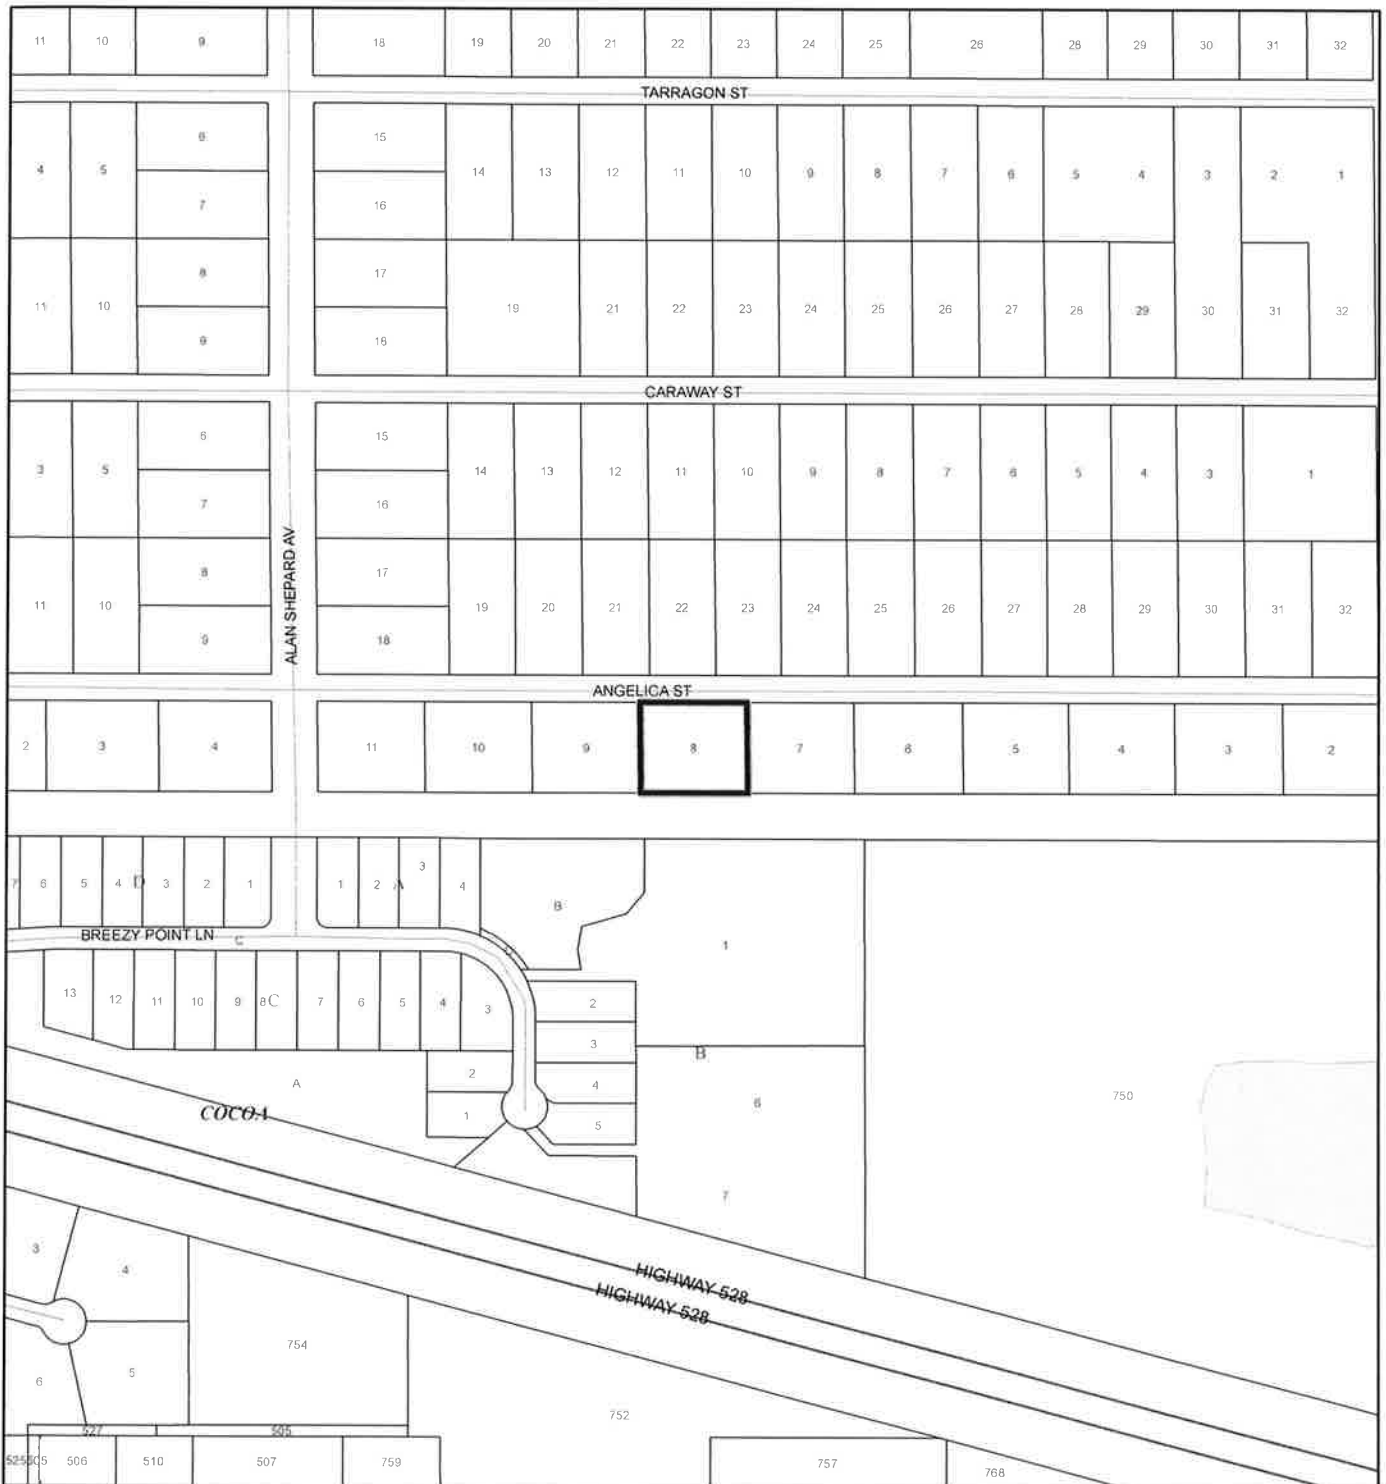 11 10 9 18 19 20 21 22 23 24 25 26 28 29 30 31 32
TARRAGON ST
6 15
4 5 14 13 12 11 10 9 8 7 6 5 4 3 2 1
7 16
8 17
11 10 19 21 22 23 24 25 26 27 28 29 30 31 32
9 18
CARAWAY ST
6 15
3 5 14 13 12 11 10 9 8 7 6 5 4 3 1
7 16
ALAN SHEPARD AV
8 17
11 10 19 20 21 22 23 24 25 26 27 28 29 30 31 32
9 18
ANGELICA ST
2 3 4 11 10 9 8 7 6 5 4 3 2
7 6 5 4 D 3 2 1 1 2 A 3 4
B
BREEZY POINT LN C
1
13 12 11 10 9 8 C 7 6 5 4 3 2
3
B
A 2 4 750
COCOA 1 6
5
7
3
4
HIGHWAY 528
HIGHWAY 528
754
6 5
752
527 505
525 505 506 510 507 759 757 768